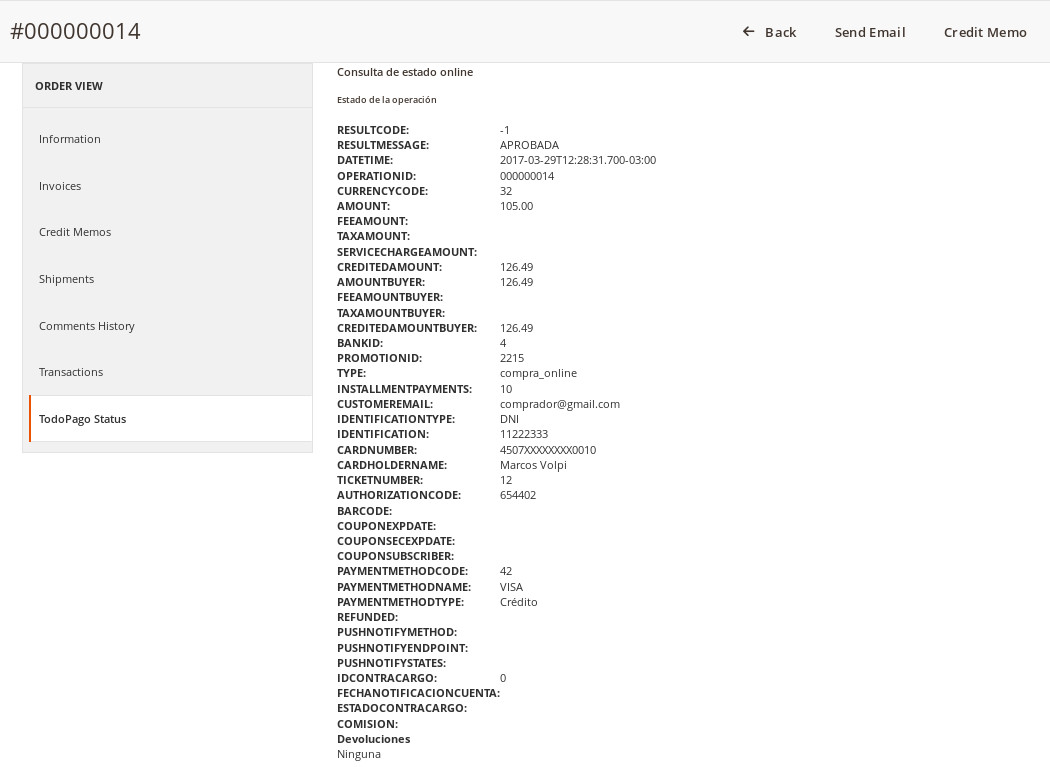 #000000014
Back
Send Email
Credit Memo
ORDER VIEW
Information
Invoices
Credit Memos
Shipments
Comments History
Transactions
TodoPago Status
Consulta de estado online
Estado de la operación
RESULTCODE: -1
RESULTMESSAGE: APROBADA
DATETIME: 2017-03-29T12:28:31.700-03:00
OPERATIONID: 000000014
CURRENCYCODE: 32
AMOUNT: 105.00
FEEAMOUNT:
TAXAMOUNT:
SERVICECHARGEAMOUNT:
CREDITEDAMOUNT: 126.49
AMOUNTBUYER: 126.49
FEEAMOUNTBUYER:
TAXAMOUNTBUYER:
CREDITEDAMOUNTBUYER: 126.49
BANKID: 4
PROMOTIONID: 2215
TYPE: compra_online
INSTALLMENTPAYMENTS: 10
CUSTOMEREMAIL: comprador@gmail.com
IDENTIFICATIONTYPE: DNI
IDENTIFICATION: 11222333
CARDNUMBER: 4507XXXXXXXX0010
CARDHOLDERNAME: Marcos Volpi
TICKETNUMBER: 12
AUTHORIZATIONCODE: 654402
BARCODE:
COUPONEXPDATE:
COUPONSECEXPDATE:
COUPONSUBSCRIBER:
PAYMENTMETHODCODE: 42
PAYMENTMETHODNAME: VISA
PAYMENTMETHODTYPE: Crédito
REFUNDED:
PUSHNOTIFYMETHOD:
PUSHNOTIFYENDPOINT:
PUSHNOTIFYSTATES:
IDCONTRACARGO: 0
FECHANOTIFICACIONCUENTA:
ESTADOCONTRACARGO:
COMISION:
Devoluciones
Ninguna